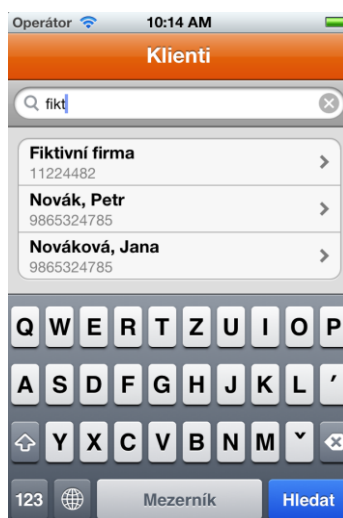 Operátor 10:14 AM
Klienti
fikt
Fiktivní firma
11224482
Novák, Petr
9865324785
Nováková, Jana
9865324785
Q W E R T Z U I O P
A S D F G H J K L ʹ
Y X C V B N M ˇ
123 Mezerník Hledat